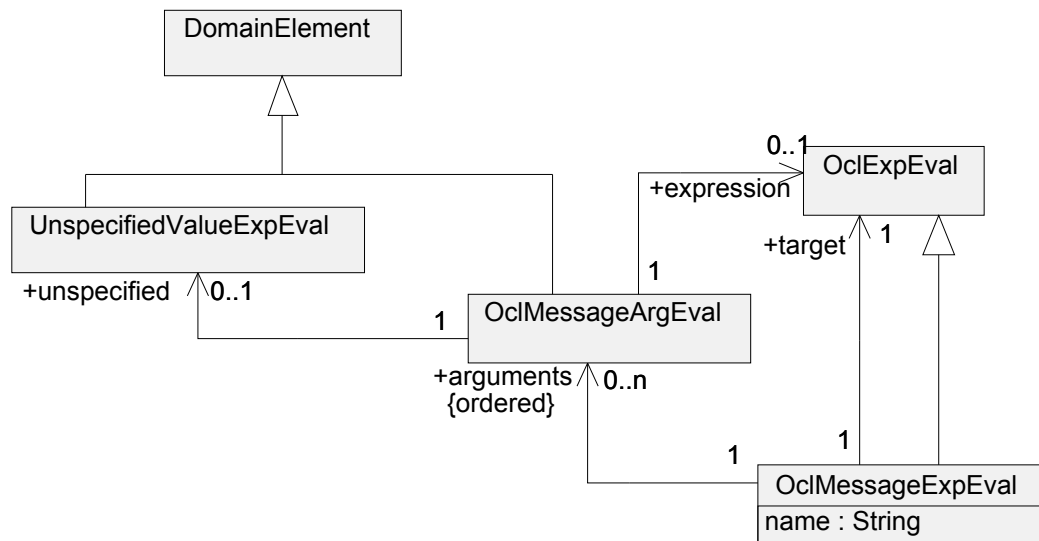 DomainElement
0..1
OclExpEval
+expression
UnspecifiedValueExpEval
+target
1
1
+unspecified
0..1
1
OclMessageArgEval
+arguments
0..n
{ordered}
1
1
OclMessageExpEval
name : String